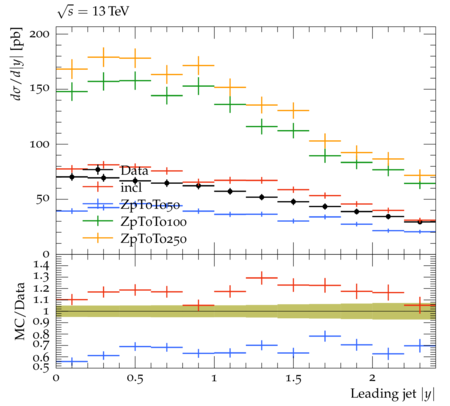 √s = 13 TeV
dσ/d|y| [pb]
200
150
100
50
0
Data
incl
ZpToTo50
ZpToTo100
ZpToTo250
MC/Data
1.4
1.3
1.2
1.1
1
0.9
0.8
0.7
0.6
0.5
0 0.5 1 1.5 2
Leading jet |y|